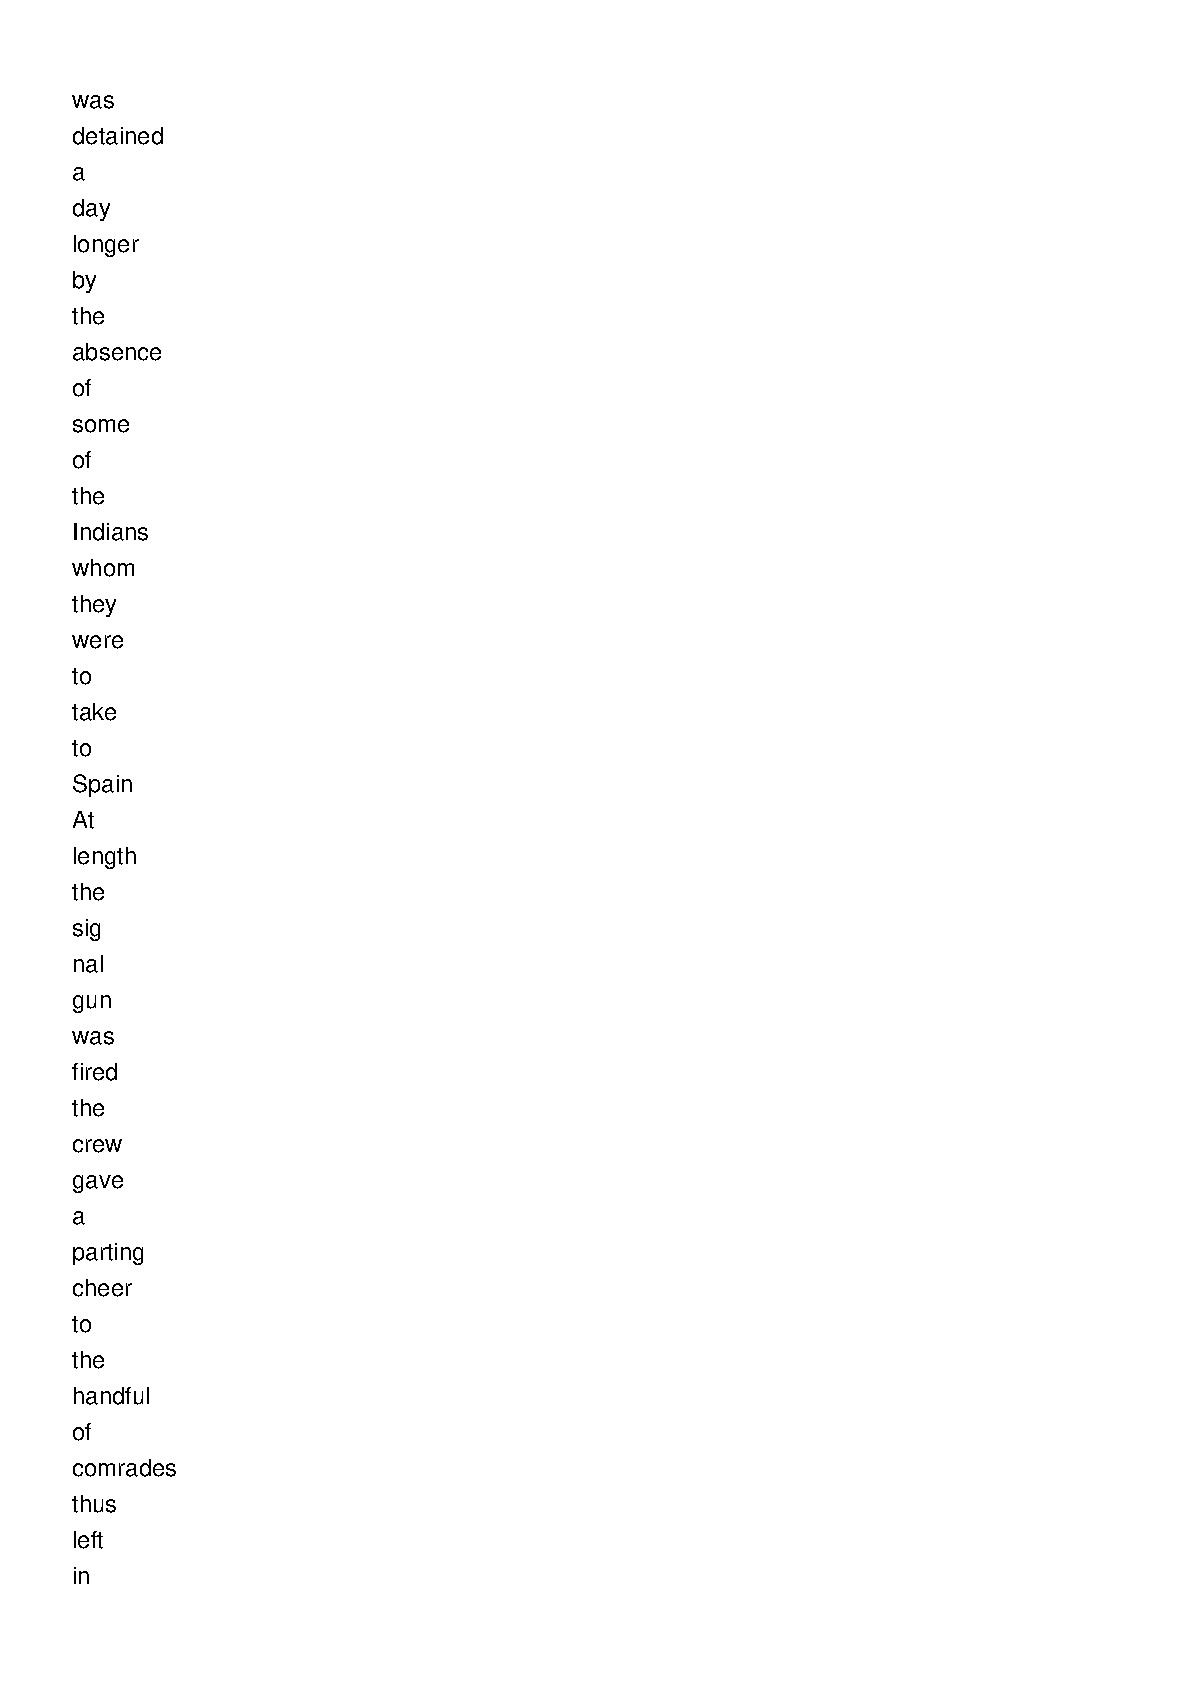 was
detained
a
day
longer
by
the
absence
of
some
of
the
Indians
whom
they
were
to
take
to
Spain
At
length
the
sig
nal
gun
was
fired
the
crew
gave
a
parting
cheer
to
the
handful
of
comrades
thus
left
in